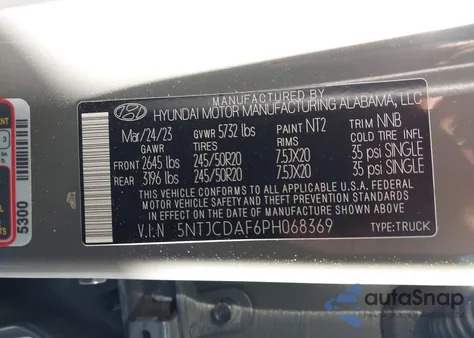 MANUFACTURED BY
HYUNDAI MOTOR MANUFACTURING ALABAMA, LLC
Mar/24/23 GVWR 5732 lbs PAINT NT2 TRIM NNB
GAWR TIRES RIMS COLD TIRE INFL
FRONT 2645 lbs 245/50R20 7.5JX20 35 psi SINGLE
REAR 3196 lbs 245/50R20 7.5JX20 35 psi SINGLE
THIS VEHICLE CONFORMS TO ALL APPLICABLE U.S.A. FEDERAL
MOTOR VEHICLE SAFETY AND THEFT PREVENTION STANDARDS
IN EFFECT ON THE DATE OF MANUFACTURE SHOWN ABOVE
V.I.N 5NTJCDAF6PH068369 TYPE:TRUCK
5300
3
autoSnap